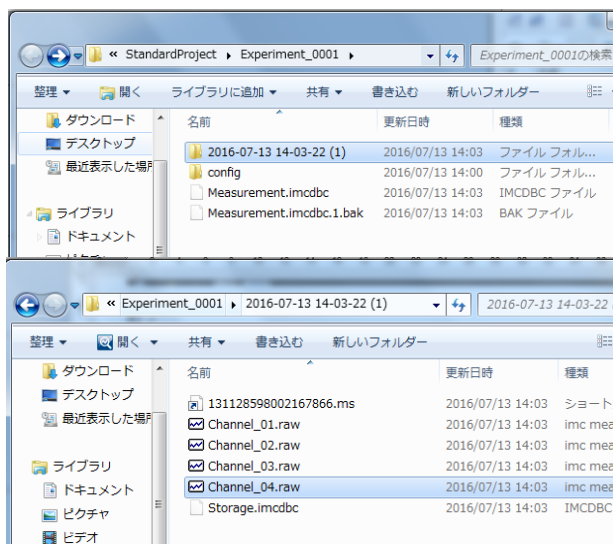 « StandardProject ▸ Experiment_0001 ▸ Experiment_0001の検索
整理 ▼ 開く ライブラリに追加 ▼ 共有 ▼ 書き込む 新しいフォルダー
ダウンロード
デスクトップ
最近表示した場所
ライブラリ
ドキュメント
名前 更新日時 種類
2016-07-13 14-03-22 (1) 2016/07/13 14:03 ファイル フォル...
config 2016/07/13 14:00 ファイル フォル...
Measurement.imcdbc 2016/07/13 14:03 IMCDBC ファイル
Measurement.imcdbc.1.bak 2016/07/13 14:03 BAK ファイル
« Experiment_0001 ▸ 2016-07-13 14-03-22 (1) 2016-07-13 14-03-22
整理 ▼ 開く ▼ 共有 ▼ 書き込む 新しいフォルダー
ダウンロード
デスクトップ
最近表示した場所
ライブラリ
ドキュメント
ピクチャ
ビデオ
名前 更新日時 種類
131128598002167866.ms 2016/07/13 14:03 ショート
Channel_01.raw 2016/07/13 14:03 imc mea
Channel_02.raw 2016/07/13 14:03 imc mea
Channel_03.raw 2016/07/13 14:03 imc mea
Channel_04.raw 2016/07/13 14:03 imc mea
Storage.imcdbc 2016/07/13 14:03 IMCDBC